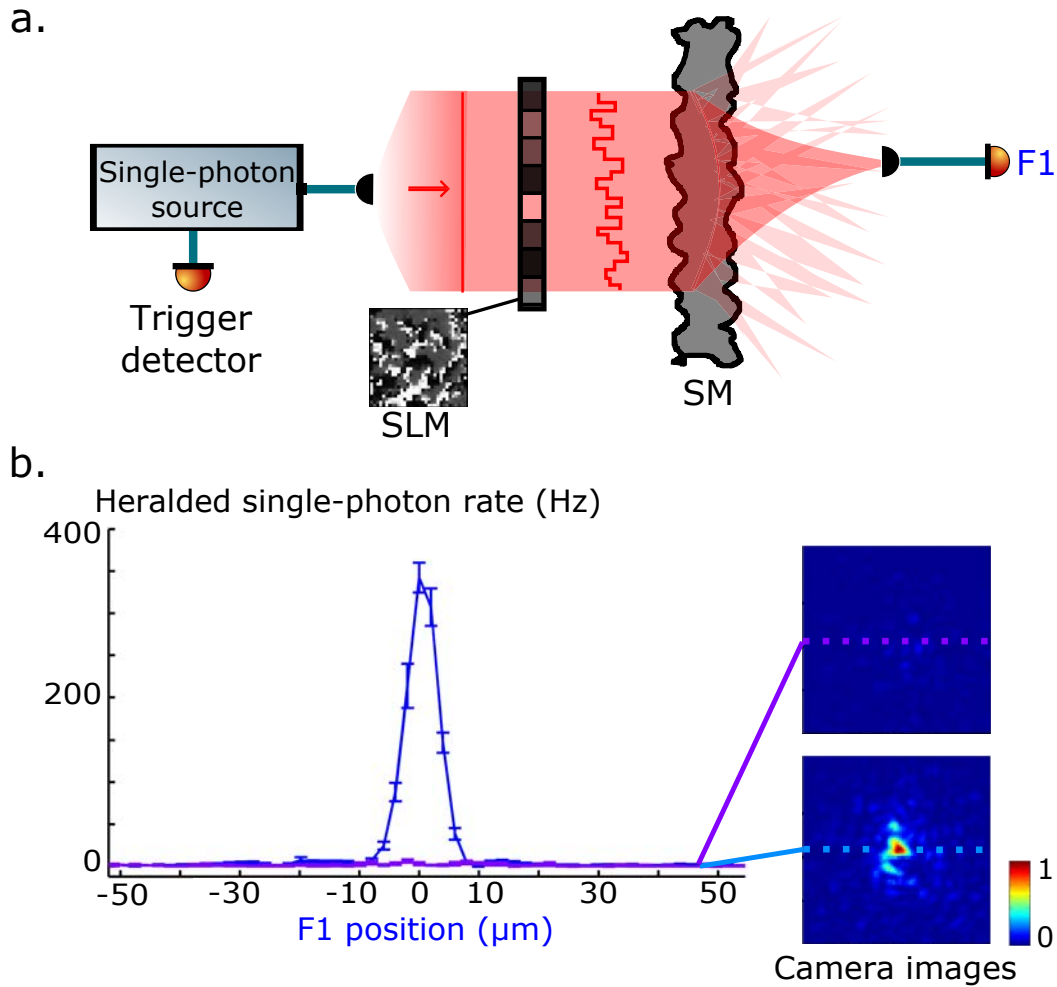 a.
Single-photon
source
F1
Trigger
detector
SLM
SM
b.
Heralded single-photon rate (Hz)
400
200
0
-50
-30
-10
0
10
30
50
F1 position (μm)
1
0
Camera images